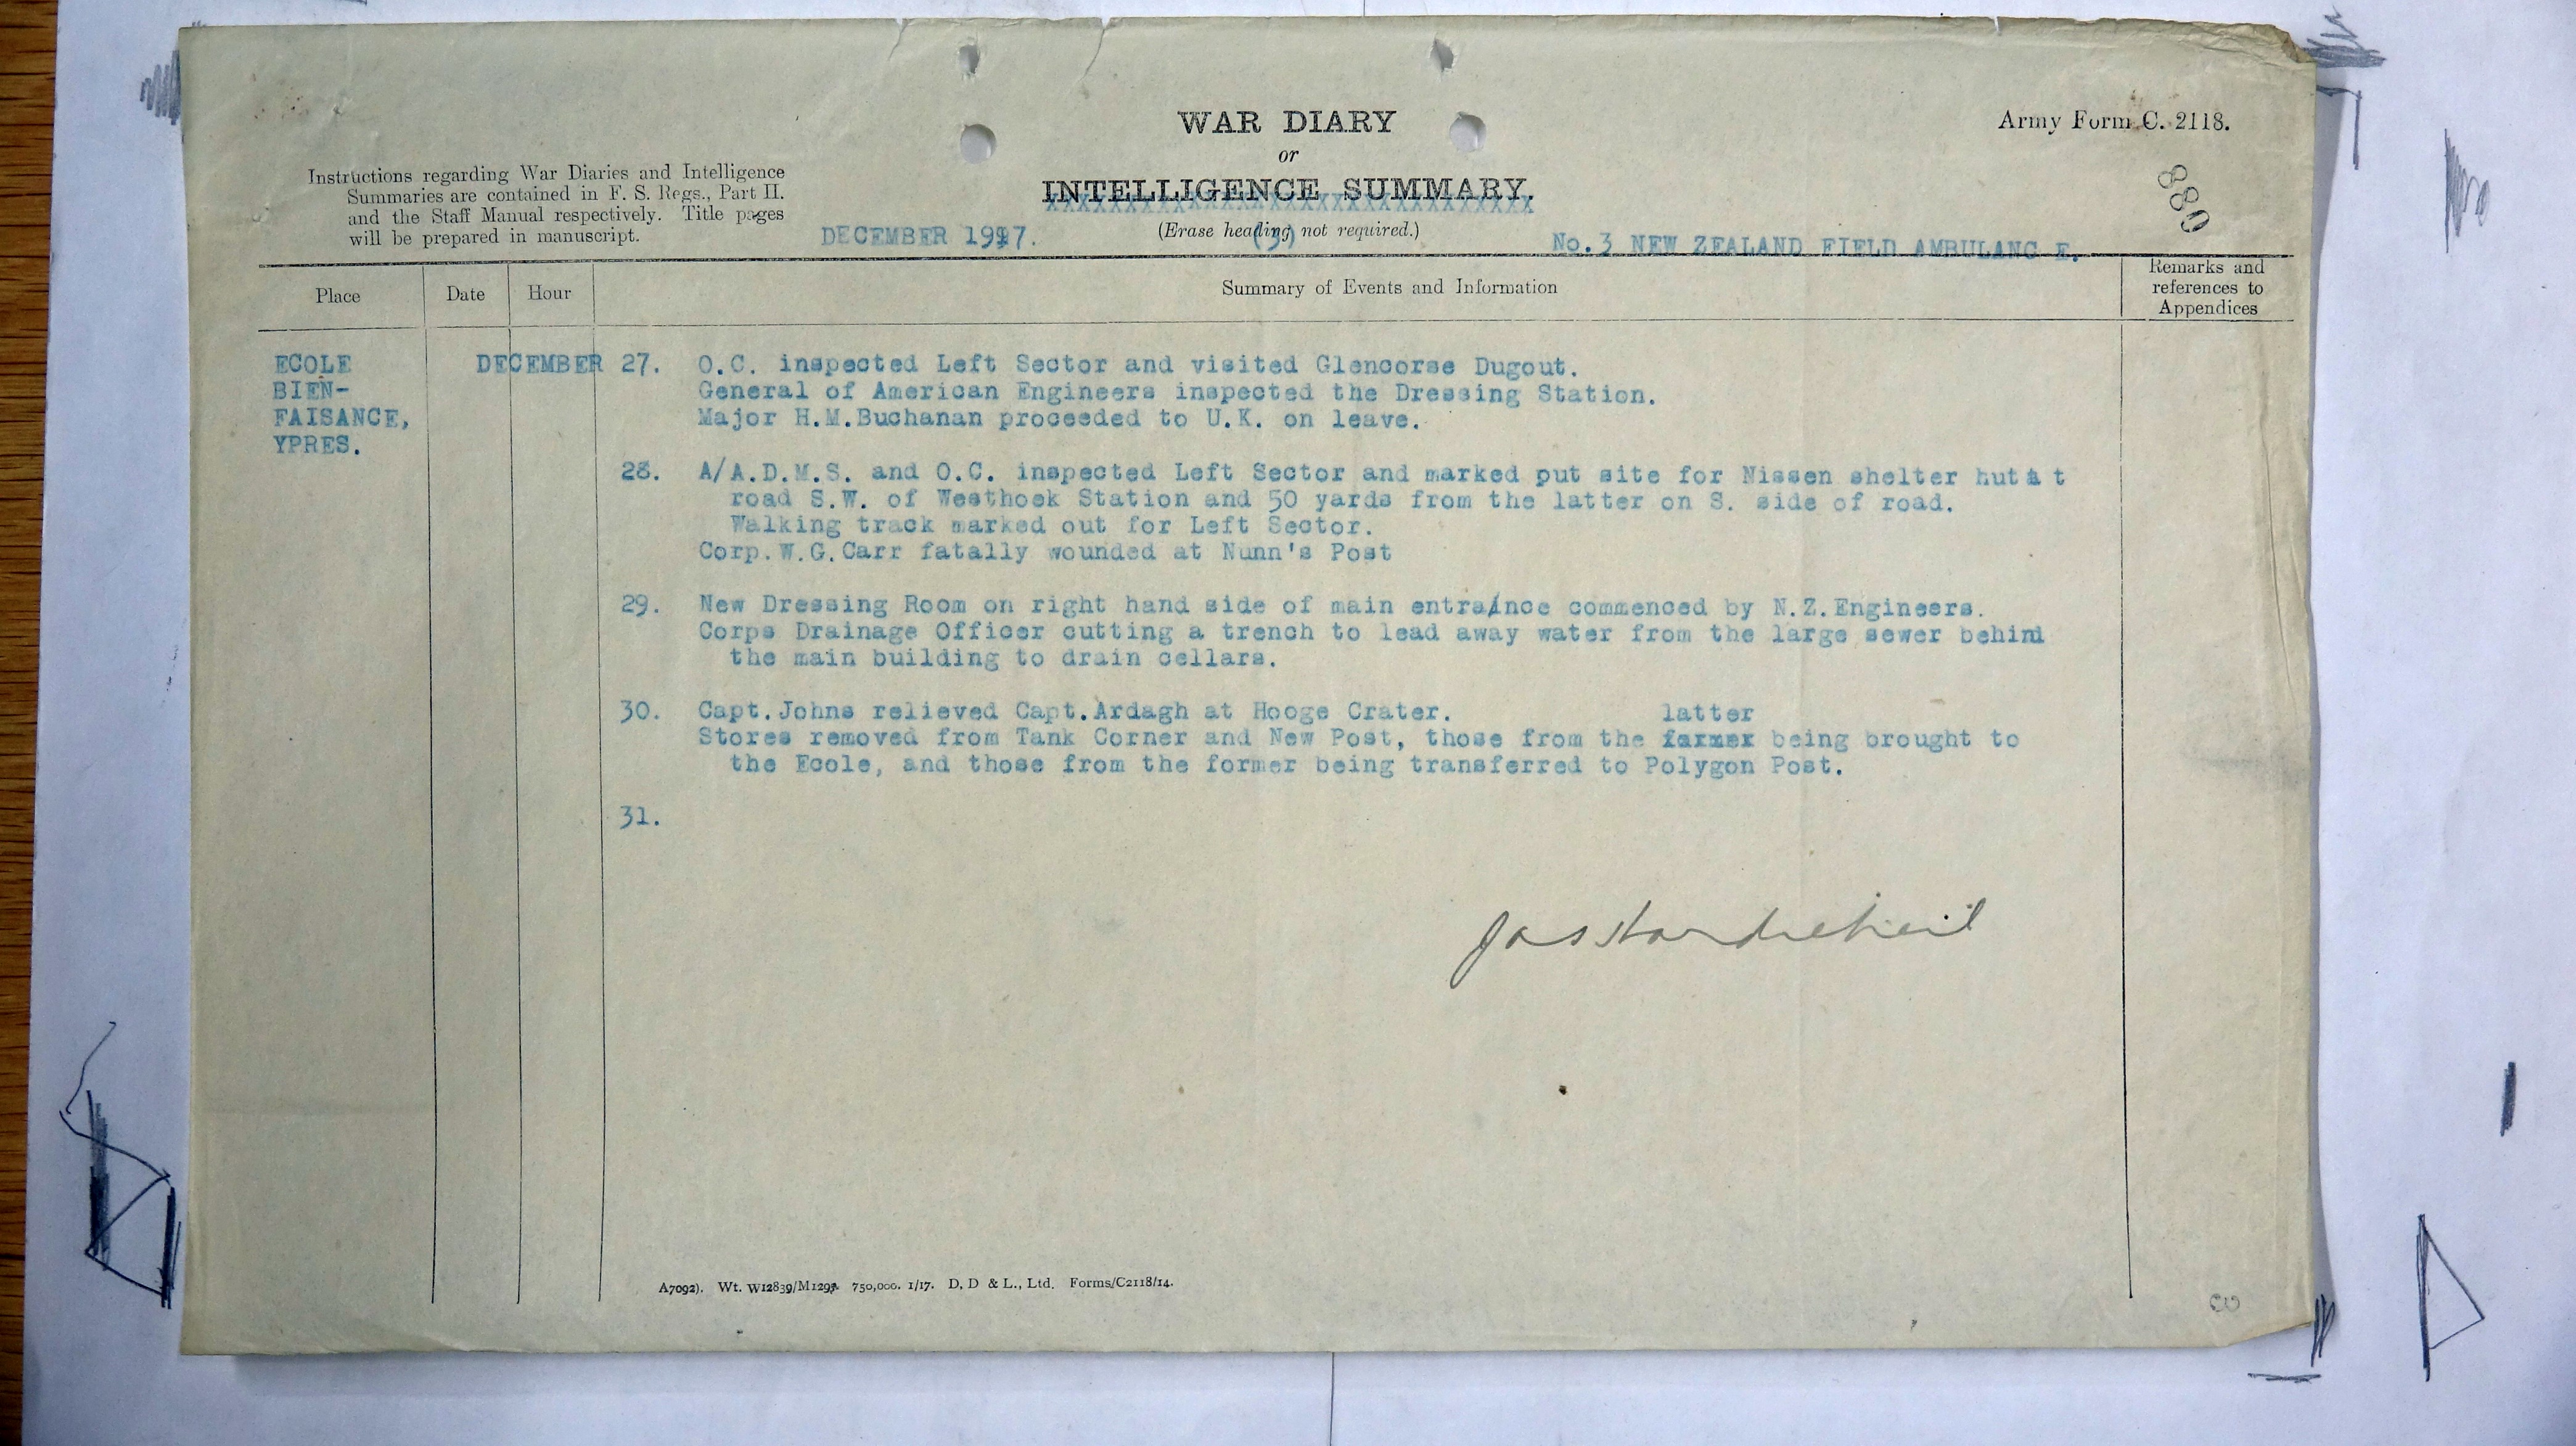 WAR DIARY
or
INTELLIGENCE SUMMARY.
(Erase heading not required.)
Army Form C. 2118.
880
Instructions regarding War Diaries and Intelligence
Summaries are contained in F. S. Regs., Part II.
and the Staff Manual respectively. Title pages
will be prepared in manuscript.
DECEMBER 1917.
(5)
No.3 NEW ZEALAND FIELD AMBULANC E.
Place
Date
Hour
Summary of Events and Information
Remarks and
references to
Appendices
ECOLE
BIEN-
FAISANCE,
YPRES.
DECEMBER 27. O.C. inspected Left Sector and visited Glencorse Dugout.
General of American Engineers inspected the Dressing Station.
Major H.M.Buchanan proceeded to U.K. on leave.
28. A/A.D.M.S. and O.C. inspected Left Sector and marked put site for Nissen shelter hut at
road S.W. of Westhoek Station and 50 yards from the latter on S. side of road.
Walking track marked out for Left Sector.
Corp.W.G.Carr fatally wounded at Nunn's Post
29. New Dressing Room on right hand side of main entra/nce commenced by N.Z.Engineers.
Corps Drainage Officer cutting a trench to lead away water from the large sewer behind
the main building to drain cellars.
30. Capt.Johns relieved Capt.Ardagh at Hooge Crater.
latter
Stores removed from Tank Corner and New Post, those from the former being brought to
the Ecole, and those from the former being transferred to Polygon Post.
31.
A7092). Wt. W12839/M1297. 750,000. 1/17. D, D & L., Ltd. Forms/C2118/14.